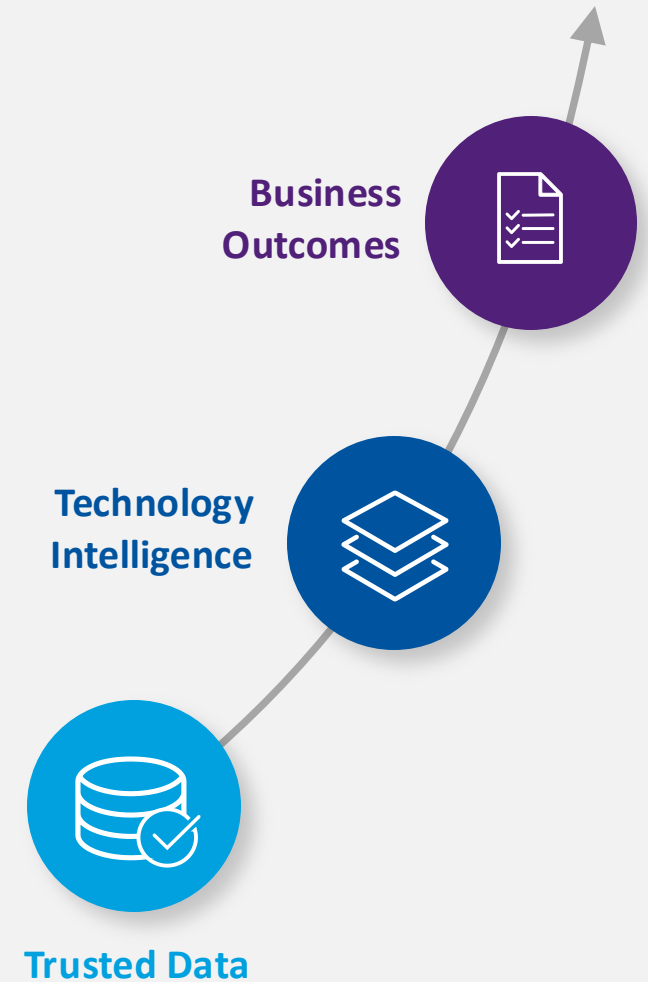 Business
Outcomes
Technology
Intelligence
Trusted Data